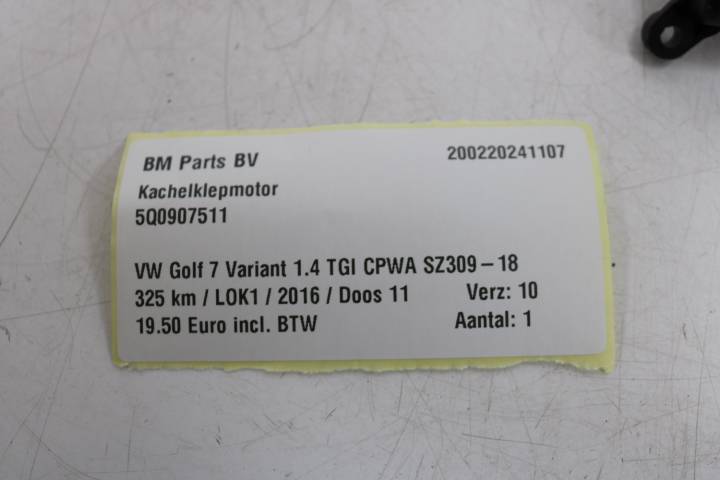 BM Parts BV 200220241107
Kachelklepmotor
5Q0907511
VW Golf 7 Variant 1.4 TGI CPWA SZ309-18
325 km / LOK1 / 2016 / Doos 11 Verz: 10
19.50 Euro incl. BTW Aantal: 1